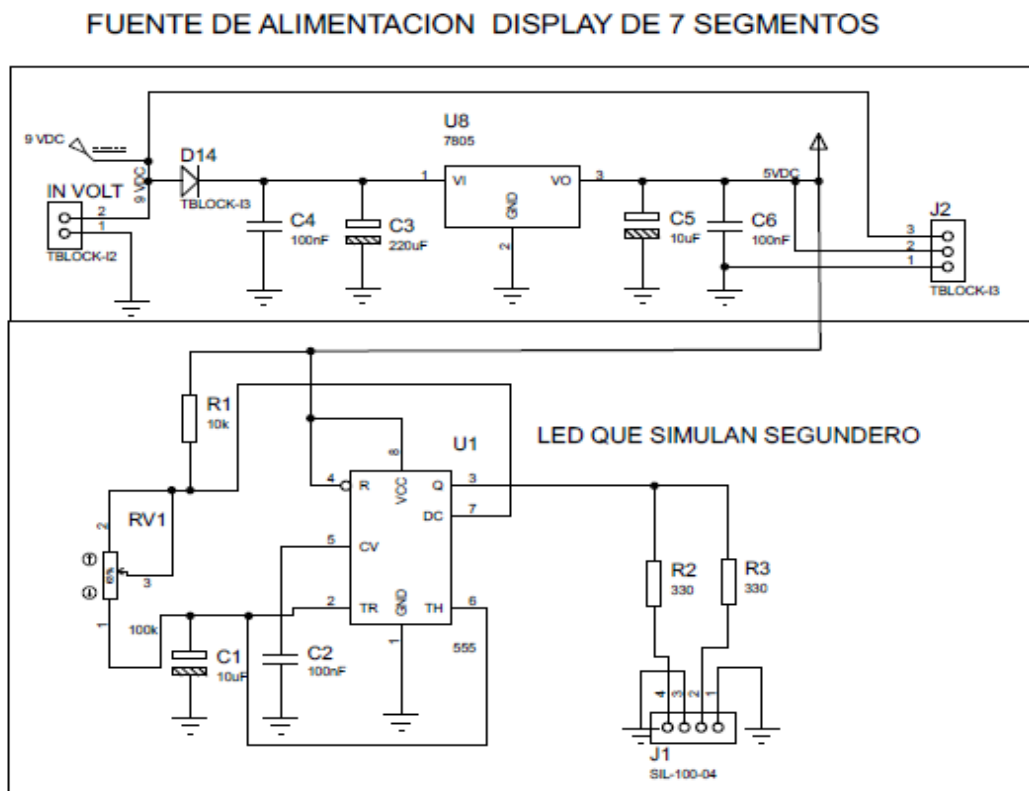 FUENTE DE ALIMENTACION DISPLAY DE 7 SEGMENTOS
9 VDC
9 VDC
IN VOLT
2
1
TBLOCK-I2
D14
TBLOCK-I3
C4
100nF
C3
220uF
U8
7805
1
VI
VO
3
GND
2
C5
10uF
C6
100nF
5VDC
J2
3
2
1
TBLOCK-I3
R1
10k
RV1
2
3
1
100k
C1
10uF
C2
100nF
U1
8
4
R
VCC
Q
3
DC
7
5
CV
2
TR
GND
TH
6
1
555
LED QUE SIMULAN SEGUNDERO
R2
330
R3
330
4
3
2
1
J1
SIL-100-04